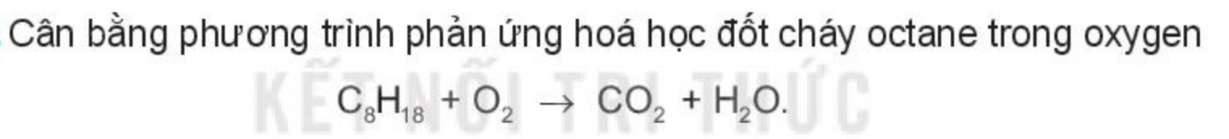 Cân bằng phương trình phản ứng hoá học đốt cháy octane trong oxygen
KẾT NỐI TRI THỨC
C₈H₁₈ + O₂ → CO₂ + H₂O.